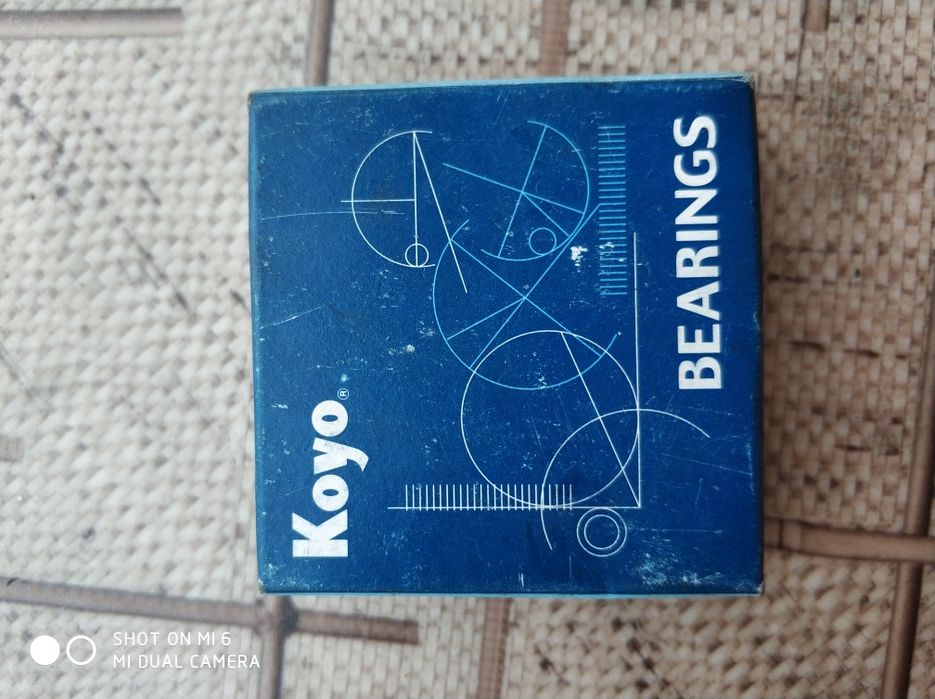 Koyo®
BEARINGS
SHOT ON MI 6
MI DUAL CAMERA